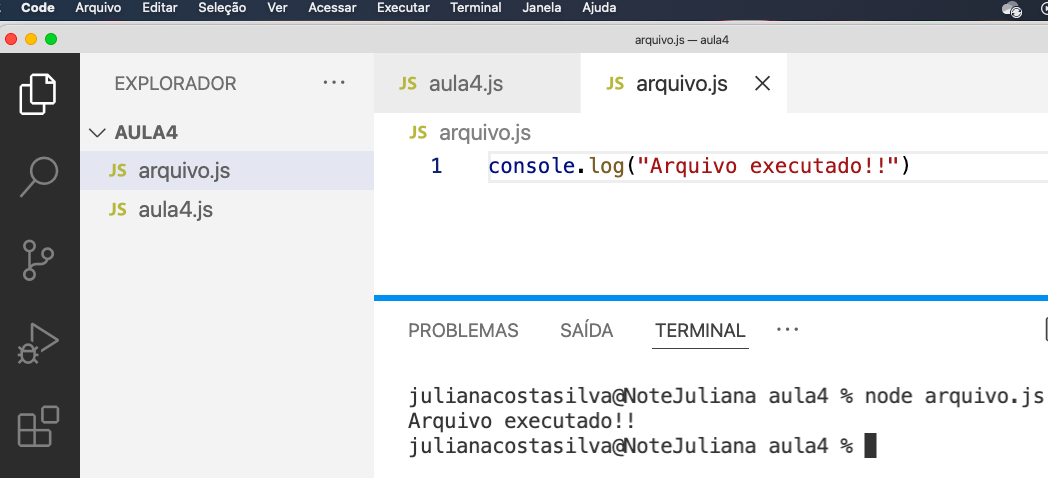 Code Arquivo Editar Seleção Ver Acessar Executar Terminal Janela Ajuda
arquivo.js — aula4
EXPLORADOR ···
JS aula4.js JS arquivo.js
AULA4
JS arquivo.js
JS aula4.js
JS arquivo.js
1 console.log("Arquivo executado!!")
PROBLEMAS SAÍDA TERMINAL ···
julianacostasilva@NoteJuliana aula4 % node arquivo.js
Arquivo executado!!
julianacostasilva@NoteJuliana aula4 %